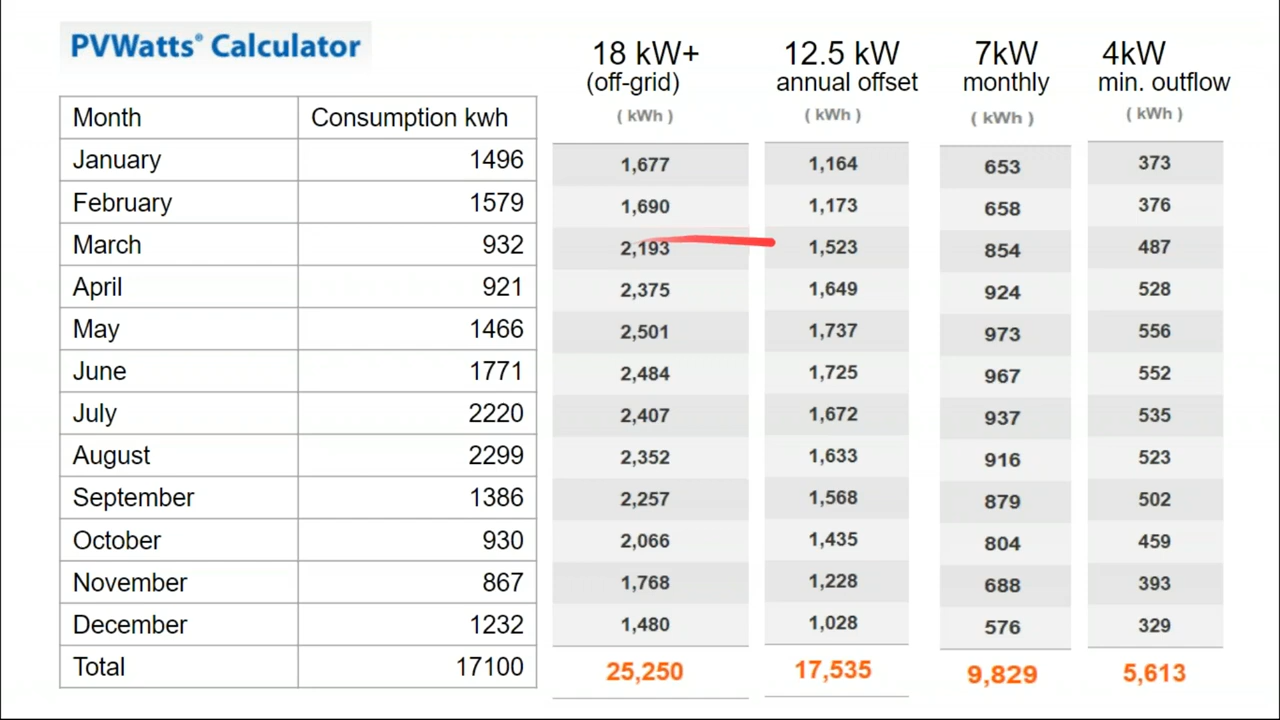 PVWatts® Calculator
18 kW+ 12.5 kW 7kW 4kW
(off-grid) annual offset monthly min. outflow
Month Consumption kwh ( kWh ) ( kWh ) ( kWh ) ( kWh )
January 1496 1,677 1,164 653 373
February 1579 1,690 1,173 658 376
March 932 2,193 1,523 854 487
April 921 2,375 1,649 924 528
May 1466 2,501 1,737 973 556
June 1771 2,484 1,725 967 552
July 2220 2,407 1,672 937 535
August 2299 2,352 1,633 916 523
September 1386 2,257 1,568 879 502
October 930 2,066 1,435 804 459
November 867 1,768 1,228 688 393
December 1232 1,480 1,028 576 329
Total 17100 25,250 17,535 9,829 5,613